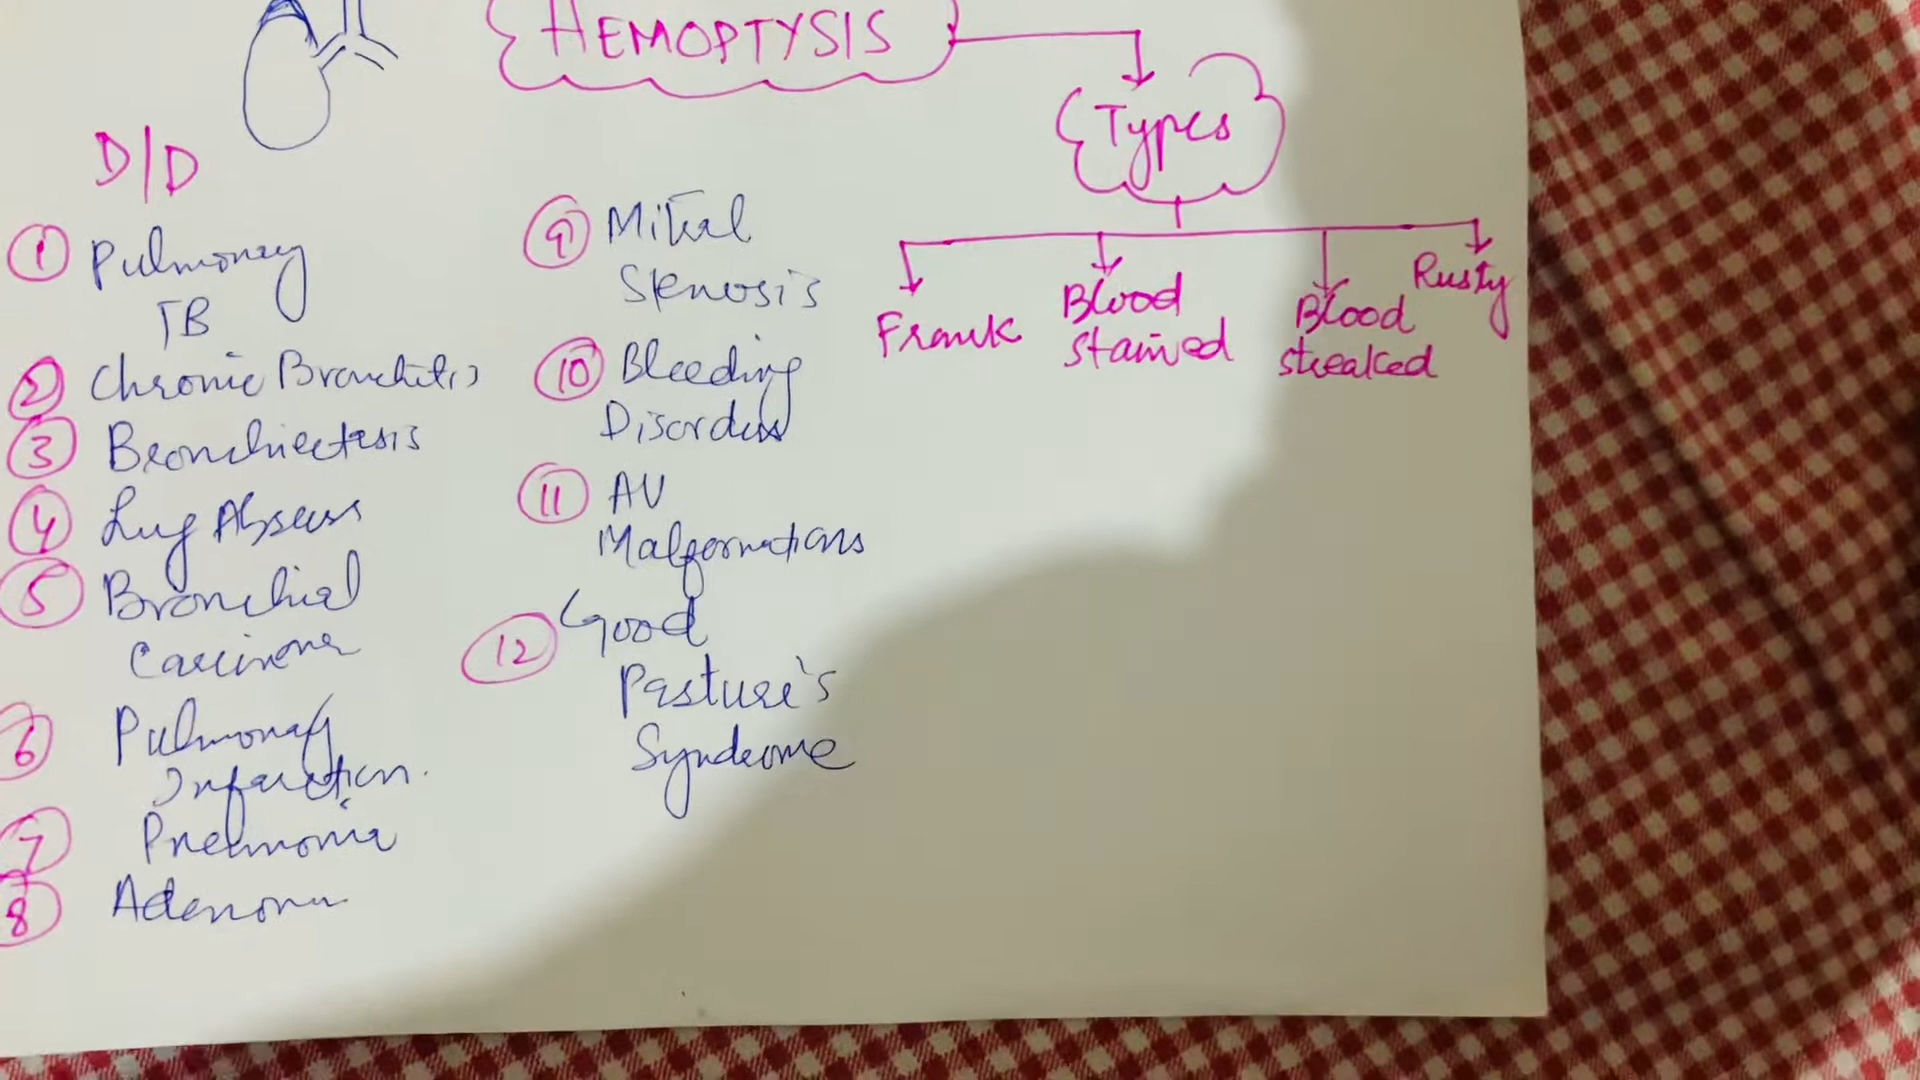 HEMOPTYSIS
Types
Frank
Blood
stained
Blood
streaked
Rusty
D/D
1 Pulmonary
TB
2 Chronic Bronchitis
3 Bronchiectasis
4 Lung Abscess
5 Bronchial
Carcinoma
6 Pulmonary
Infarction.
7 Pneumonia
8 Adenoma
9 Mitral
Stenosis
10 Bleeding
Disorders
11 AV
Malformations
12 Good
Pasture's
Syndrome